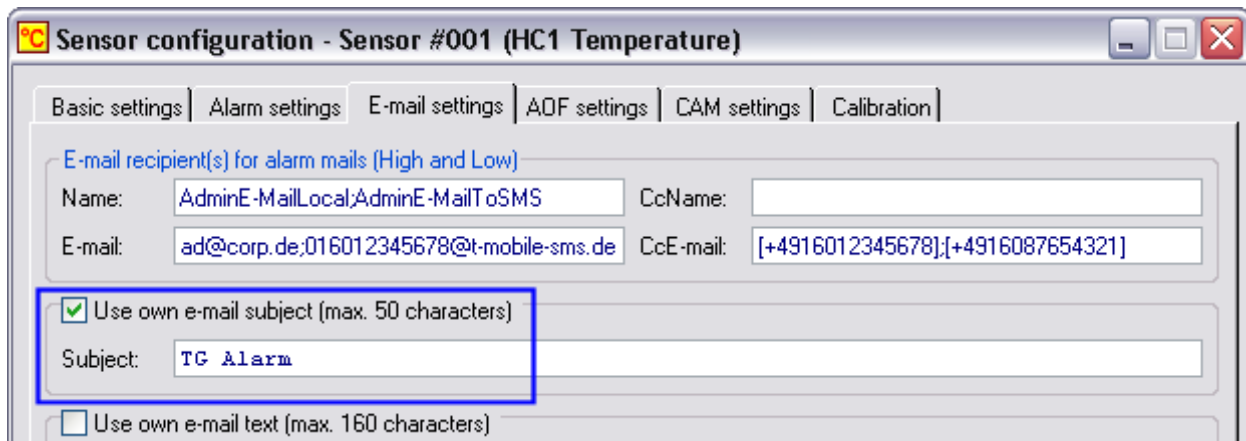 °C Sensor configuration - Sensor #001 (HC1 Temperature)
Basic settings Alarm settings E-mail settings AOF settings CAM settings Calibration
E-mail recipient(s) for alarm mails (High and Low)
Name: AdminE-MailLocal;AdminE-MailToSMS CcName:
E-mail: ad@corp.de;016012345678@t-mobile-sms.de CcE-mail: [+4916012345678];[+4916087654321]
Use own e-mail subject (max. 50 characters)
Subject: TG Alarm
Use own e-mail text (max. 160 characters)